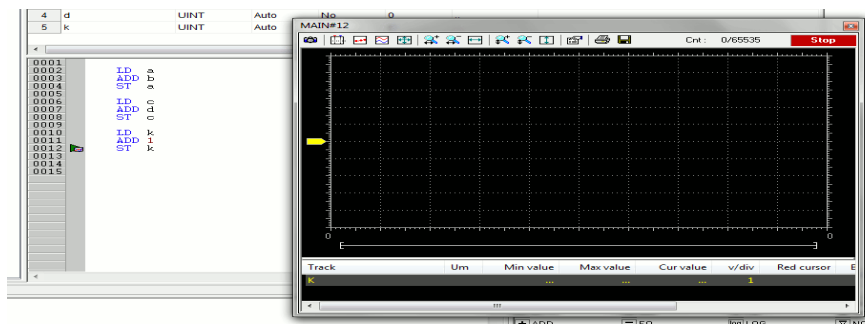 4 d UINT Auto No 0 ..
5 k UINT Auto
MAIN#12
Cnt : 0/65535 Stop
0001
0002 LD a
0003 ADD b
0004 ST a
0005
0006 LD c
0007 ADD d
0008 ST c
0009
0010 LD k
0011 ADD 1
0012 ST k
0013
0014
0015
0 0
Track Um Min value Max value Cur value v/div Red cursor
K ... ... ... 1
ADD EQ LOG